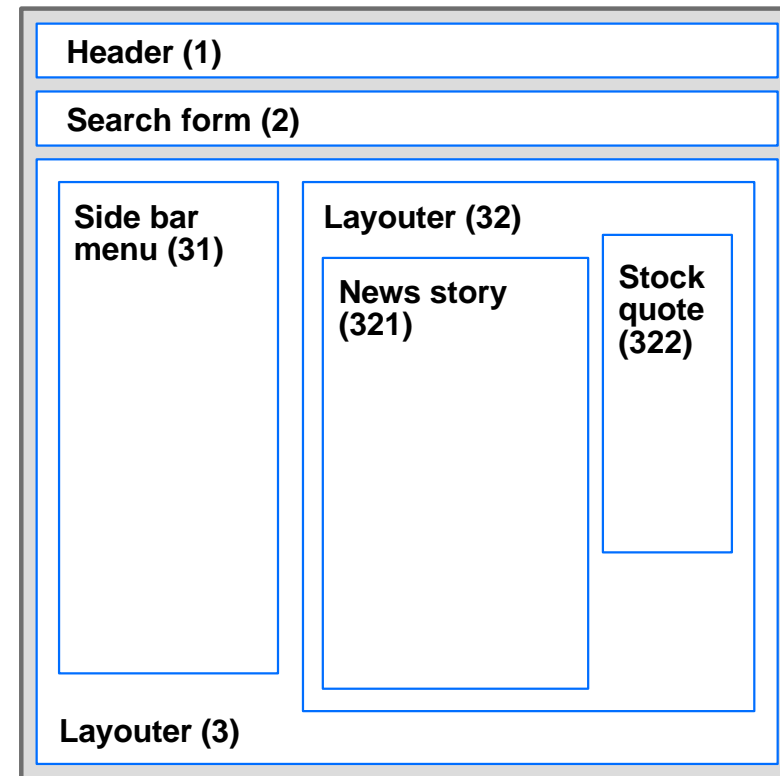 Header (1)
Search form (2)
Side bar
menu (31)
Layouter (32)
News story
(321)
Stock
quote
(322)
Layouter (3)